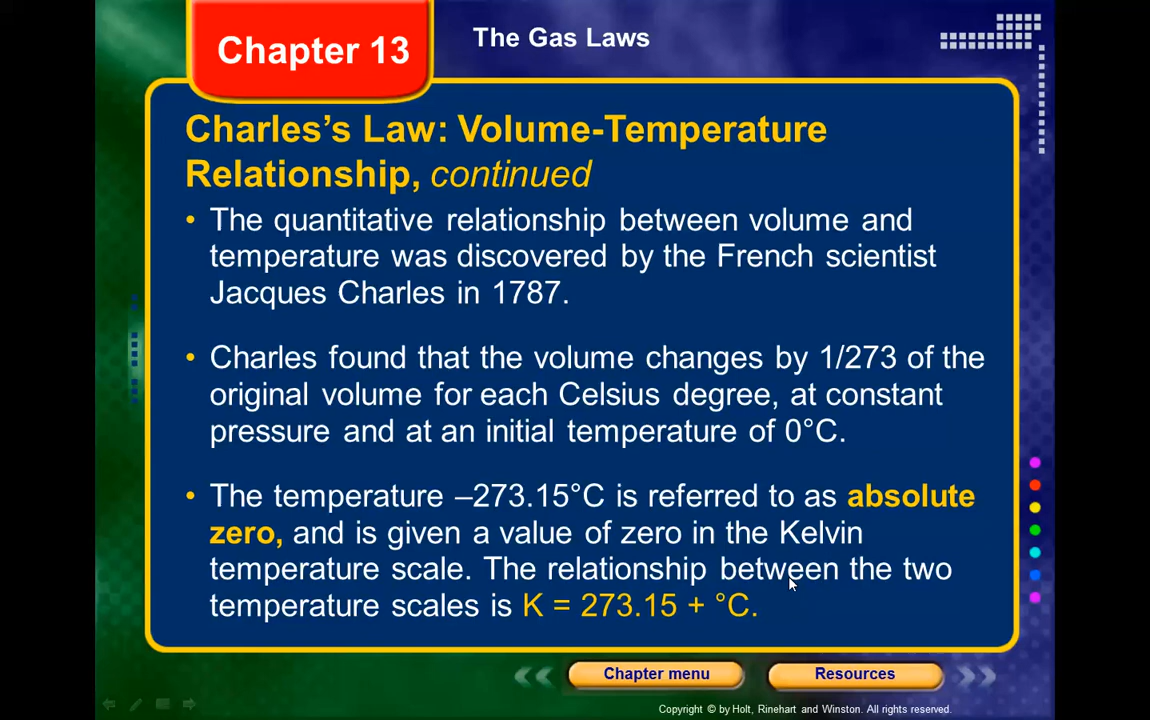 Chapter 13
The Gas Laws
Charles’s Law: Volume-Temperature
Relationship, continued
• The quantitative relationship between volume and
temperature was discovered by the French scientist
Jacques Charles in 1787.
• Charles found that the volume changes by 1/273 of the
original volume for each Celsius degree, at constant
pressure and at an initial temperature of 0°C.
• The temperature –273.15°C is referred to as absolute
zero, and is given a value of zero in the Kelvin
temperature scale. The relationship between the two
temperature scales is K = 273.15 + °C.
Chapter menu
Resources
Copyright © by Holt, Rinehart and Winston. All rights reserved.